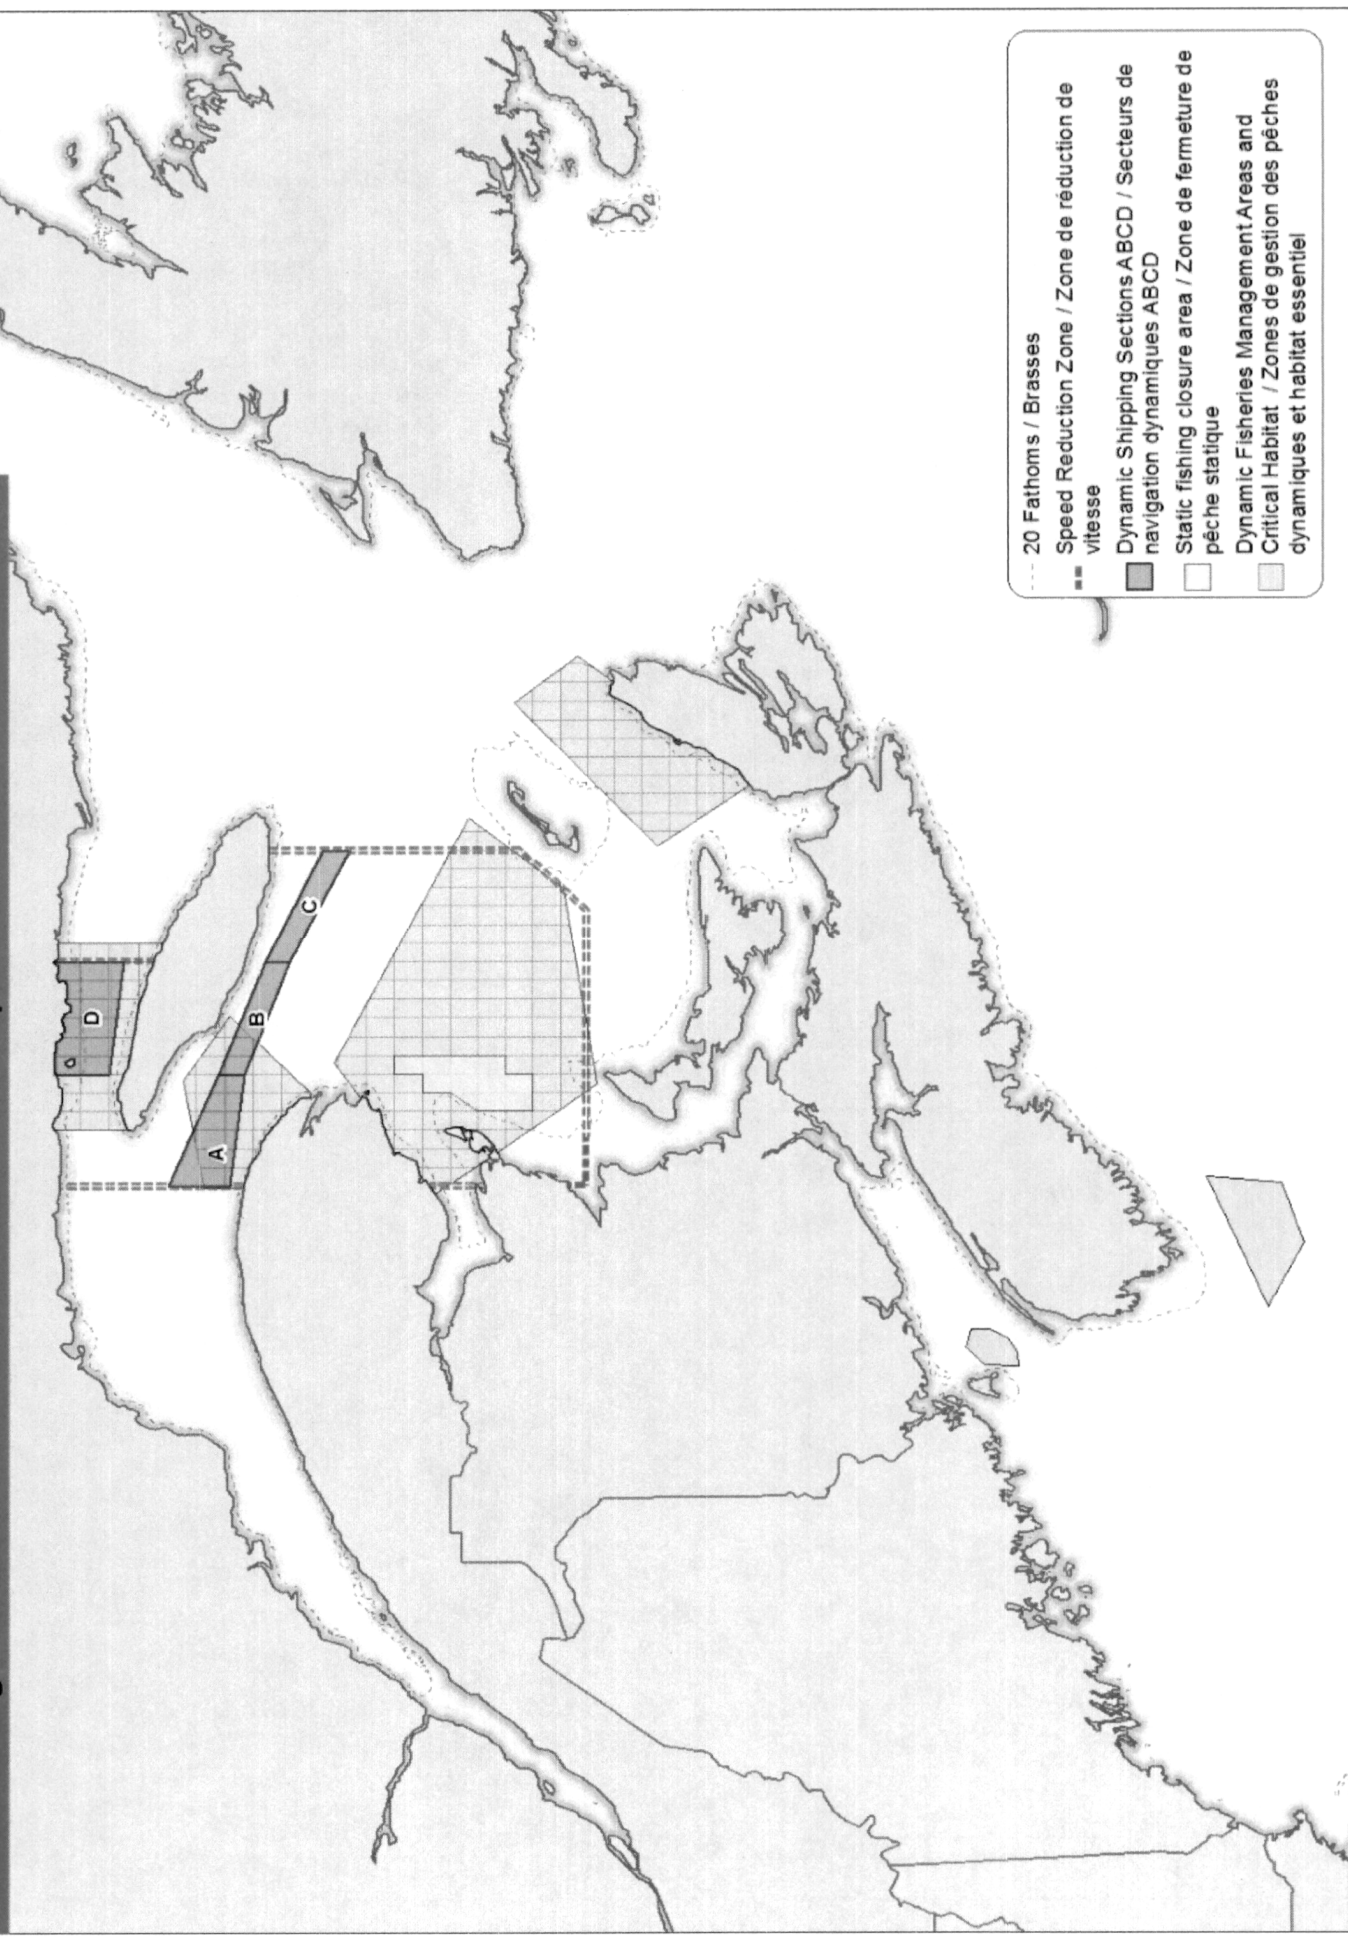 D
A
B
C
20 Fathoms / Brasses
Speed Reduction Zone / Zone de réduction de
vitesse
Dynamic Shipping Sections ABCD / Secteurs de
navigation dynamiques ABCD
Static fishing closure area / Zone de fermeture de
pêche statique
Dynamic Fisheries Management Areas and
Critical Habitat / Zones de gestion des pêches
dynamiques et habitat essentiel